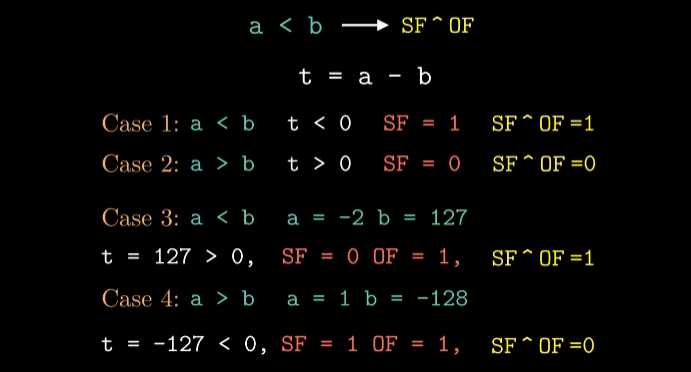 a < b ⟶ SF^OF
t = a - b
Case 1: a < b t < 0 SF = 1 SF^OF=1
Case 2: a > b t > 0 SF = 0 SF^OF=0
Case 3: a < b a = -2 b = 127
t = 127 > 0, SF = 0 OF = 1, SF^OF=1
Case 4: a > b a = 1 b = -128
t = -127 < 0, SF = 1 OF = 1, SF^OF=0